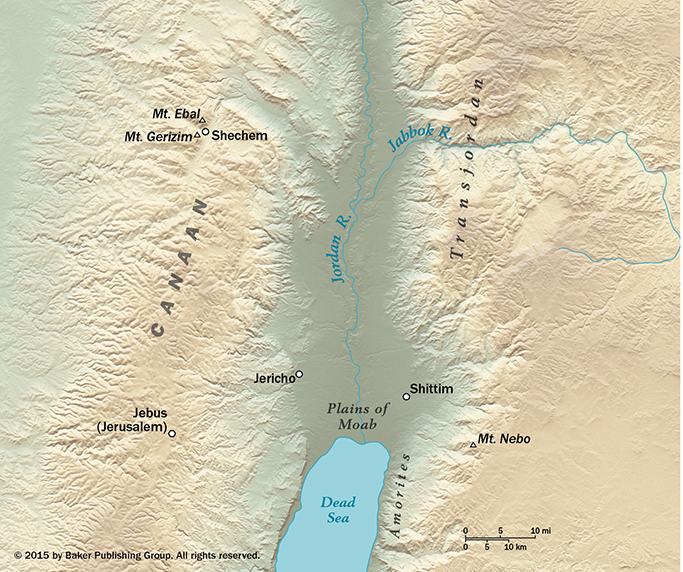 Mt. Ebal
Mt. Gerizim
Shechem
Jabbok R.
Transjordan
CANAAN
Jordan R.
Jericho
Shittim
Plains of
Moab
Jebus
(Jerusalem)
Mt. Nebo
Amorites
Dead
Sea
0 5 10 mi
0 5 10 km
© 2015 by Baker Publishing Group. All rights reserved.